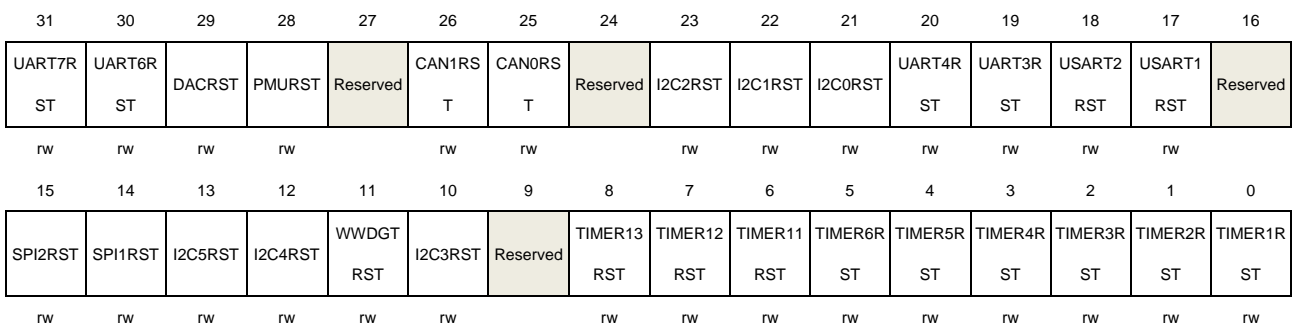 31 30 29 28 27 26 25 24 23 22 21 20 19 18 17 16
UART7R UART6R DACRST PMURST Reserved CAN1RS CAN0RS Reserved I2C2RST I2C1RST I2C0RST UART4R UART3R USART2 USART1 Reserved
ST ST T T ST ST RST RST
rw rw rw rw rw rw rw rw rw rw rw rw rw
15 14 13 12 11 10 9 8 7 6 5 4 3 2 1 0
SPI2RST SPI1RST I2C5RST I2C4RST WWDGT I2C3RST Reserved TIMER13 TIMER12 TIMER11 TIMER6R TIMER5R TIMER4R TIMER3R TIMER2R TIMER1R
RST RST RST RST ST ST ST ST ST ST
rw rw rw rw rw rw rw rw rw rw rw rw rw rw rw